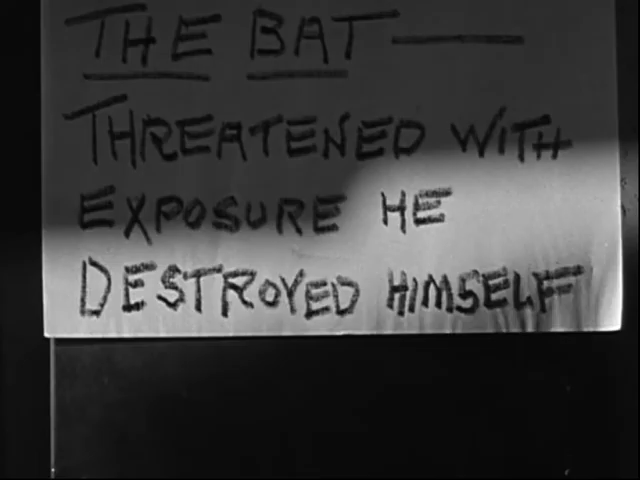 THE BAT —
THREATENED WITH
EXPOSURE HE
DESTROYED HIMSELF